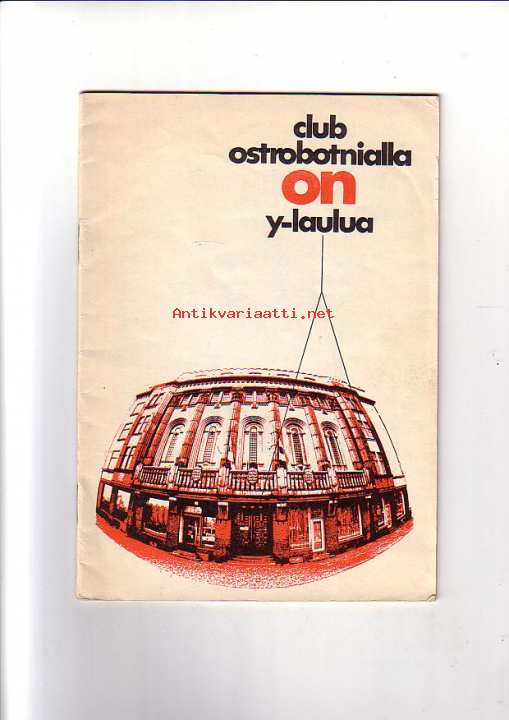 club
ostrobotnialla
on
y-laulua
Antikvariaatti.net